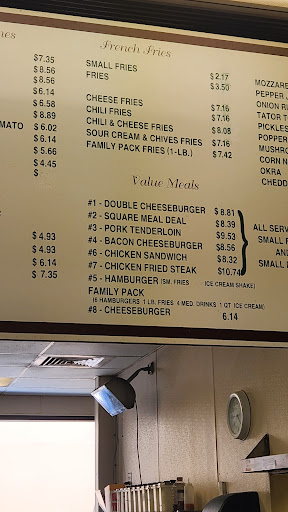 nes
$7.35
$8.56
$8.56
$6.14
$6.58
$8.89
MATO $6.02
$6.14
$5.66
$4.45
$
$4.93
$4.93
$6.14
$7.35
French Fries
SMALL FRIES $2.17
FRIES $3.50
CHEESE FRIES $7.16
CHILI FRIES $7.16
CHILI & CHEESE FRIES $8.08
SOUR CREAM & CHIVES FRIES $7.16
FAMILY PACK FRIES (1-LB.) $7.42
Value Meals
#1 - DOUBLE CHEESEBURGER $8.81
#2 - SQUARE MEAL DEAL $8.39
#3 - PORK TENDERLOIN $9.53
#4 - BACON CHEESEBURGER $8.56
#6 - CHICKEN SANDWICH $8.32
#7 - CHICKEN FRIED STEAK $10.74
#5 - HAMBURGER (SM. FRIES ICE CREAM SHAKE)
FAMILY PACK
(6 HAMBURGERS 1 LB. FRIES 4 MED. DRINKS 1 QT ICE CREAM)
#8 - CHEESEBURGER 6.14
MOZZARE
PEPPER J
ONION RI
TATOR T
PICKLES
POPPER
MUSHRO
CORN N
OKRA
CHEDD
ALL SERV
SMALL F
AND
SMALL